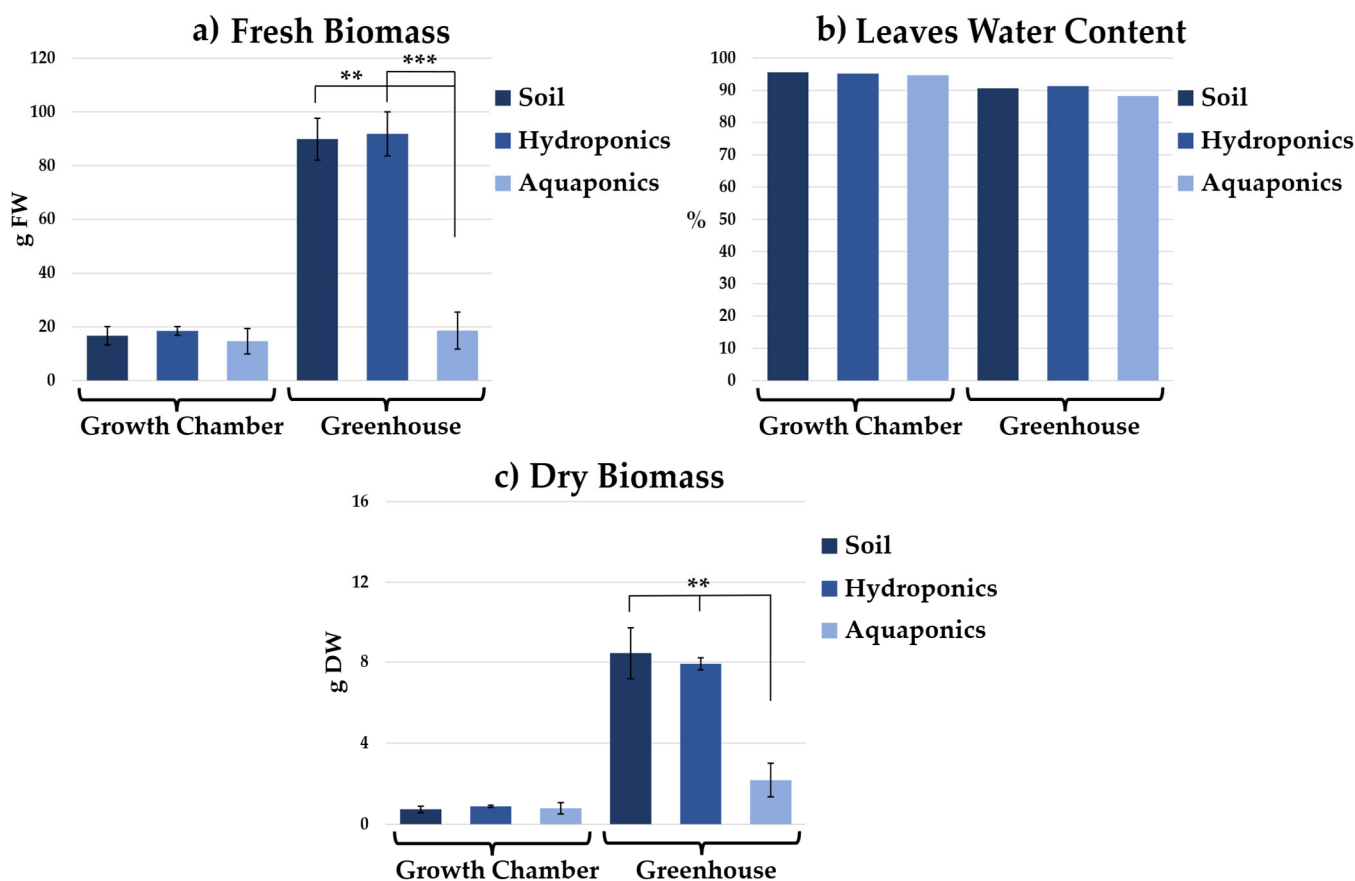 a) Fresh Biomass
120
100
80
60
40
20
0
g FW
**
***
Soil
Hydroponics
Aquaponics
Growth Chamber
Greenhouse
b) Leaves Water Content
100
90
80
70
60
50
40
30
20
10
0
%
Soil
Hydroponics
Aquaponics
Growth Chamber
Greenhouse
c) Dry Biomass
16
12
8
4
0
g DW
**
Soil
Hydroponics
Aquaponics
Growth Chamber
Greenhouse